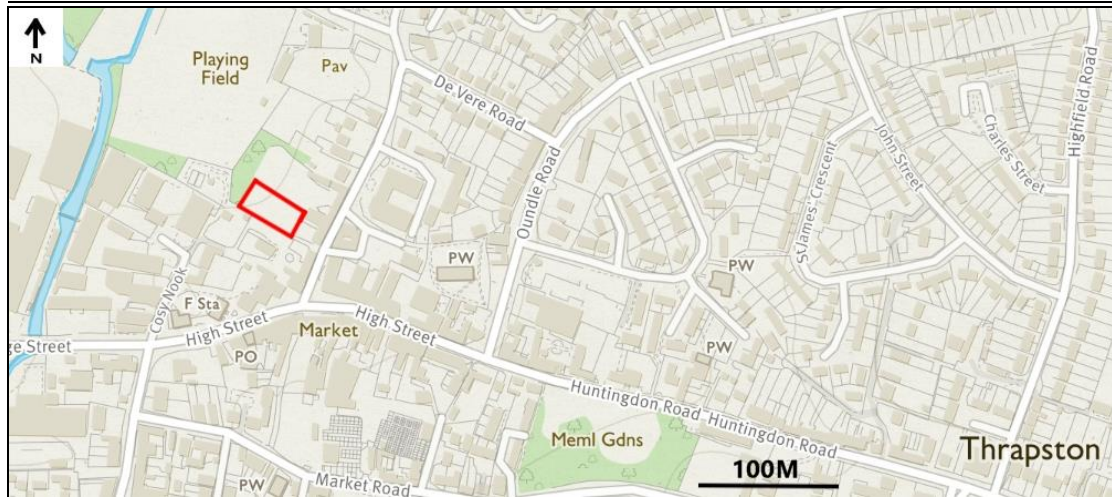 N
Playing
Field
Pav
De Vere Road
Oundle Road
John Street
Charles Street
Highfield Road
St James' Crescent
PW
PW
Cosy Nook
F Sta
High Street
Market
High Street
ge Street
PO
PW
Huntingdon Road
Huntingdon Road
Meml Gdns
Thrapston
100M
Market Road
PW